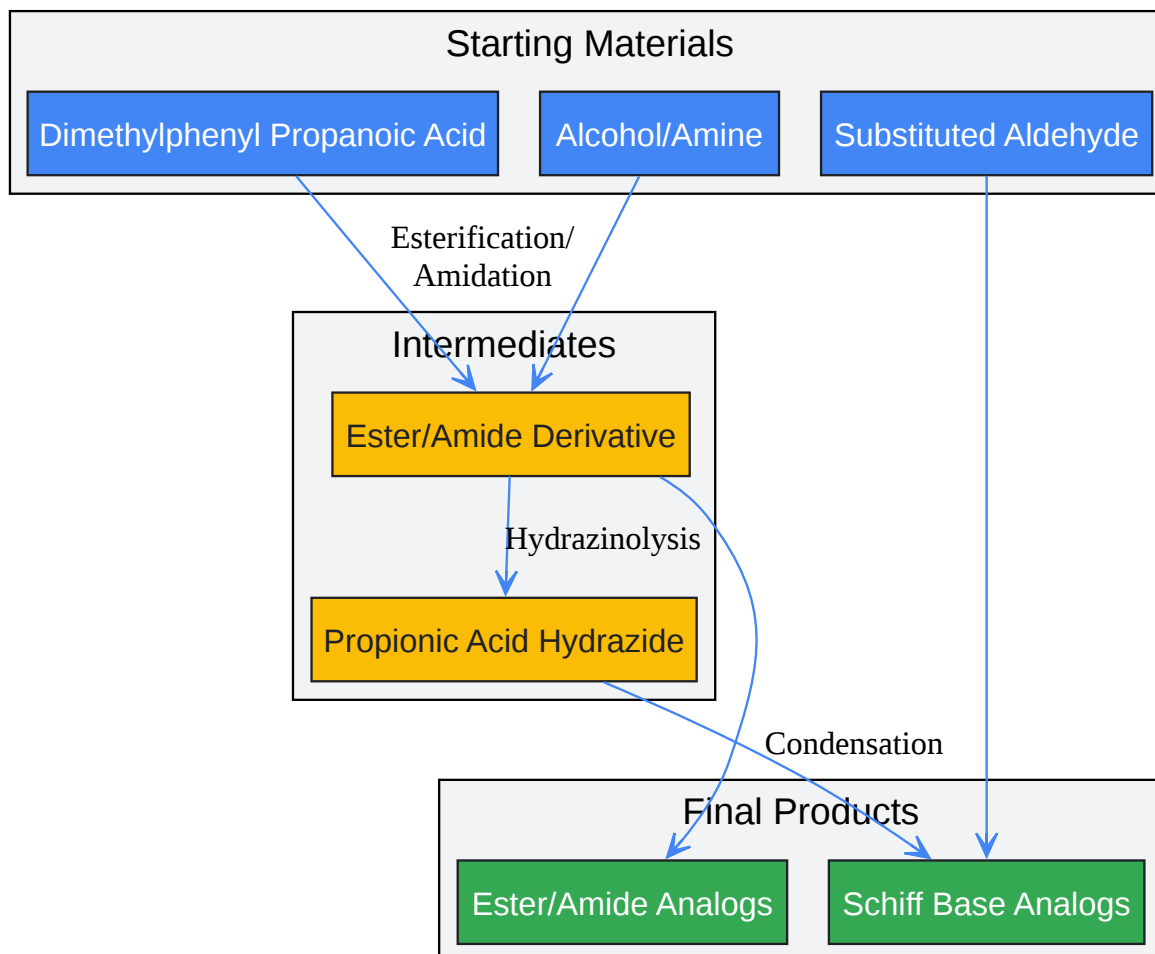 Starting Materials
Dimethylphenyl Propanoic Acid
Alcohol/Amine
Substituted Aldehyde
Esterification/
Amidation
Intermediates
Ester/Amide Derivative
Hydrazinolysis
Propionic Acid Hydrazide
Condensation
Final Products
Ester/Amide Analogs
Schiff Base Analogs